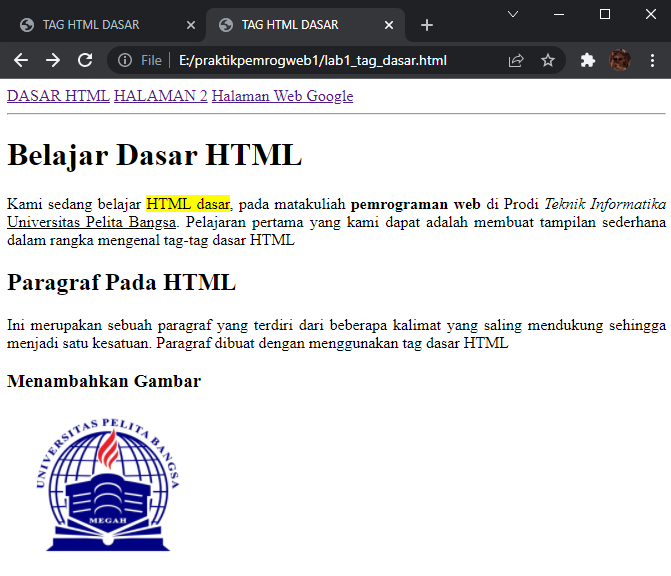 TAG HTML DASAR
TAG HTML DASAR
File
E:/praktikpemrogweb1/lab1_tag_dasar.html
DASAR HTML HALAMAN 2 Halaman Web Google
Belajar Dasar HTML
Kami sedang belajar HTML dasar, pada matakuliah pemrograman web di Prodi Teknik Informatika
Universitas Pelita Bangsa. Pelajaran pertama yang kami dapat adalah membuat tampilan sederhana
dalam rangka mengenal tag-tag dasar HTML
Paragraf Pada HTML
Ini merupakan sebuah paragraf yang terdiri dari beberapa kalimat yang saling mendukung sehingga
menjadi satu kesatuan. Paragraf dibuat dengan menggunakan tag dasar HTML
Menambahkan Gambar
UNIVERSITAS PELITA BANGSA
MEGAH